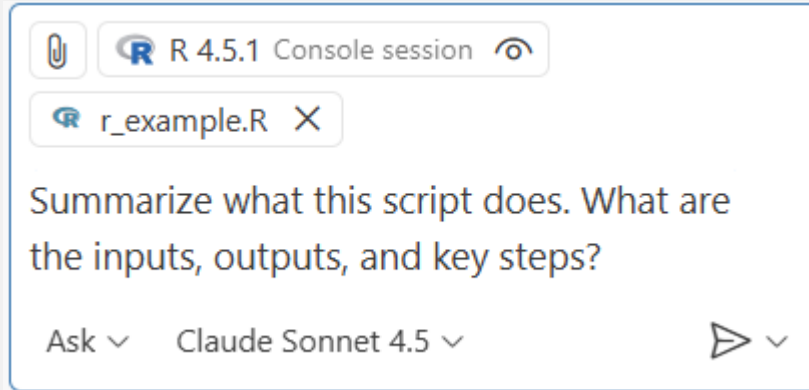 R 4.5.1 Console session
r_example.R
Summarize what this script does. What are
the inputs, outputs, and key steps?
Ask Claude Sonnet 4.5